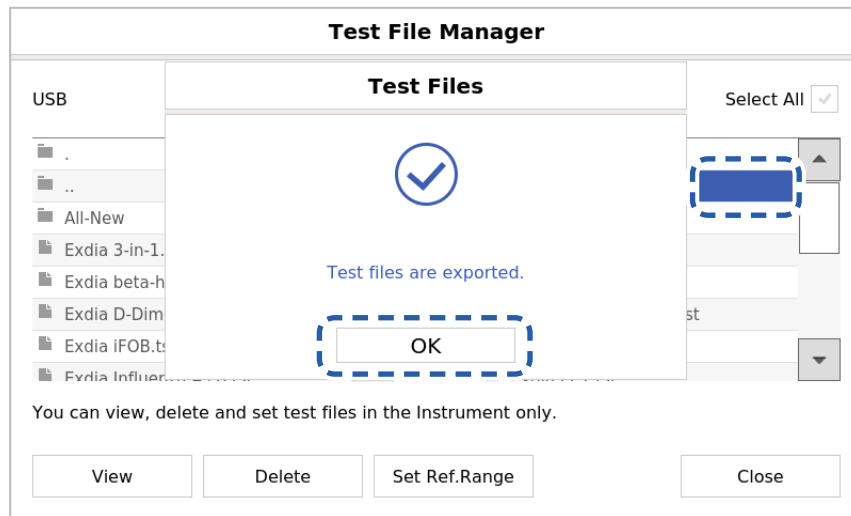 Test File Manager
Test Files
USB
Select All
.
..
All-New
Exdia 3-in-1.
Exdia beta-h
Exdia D-Dim
st
Exdia iFOB.ts
Exdia Influen
Test files are exported.
OK
You can view, delete and set test files in the Instrument only.
View
Delete
Set Ref.Range
Close